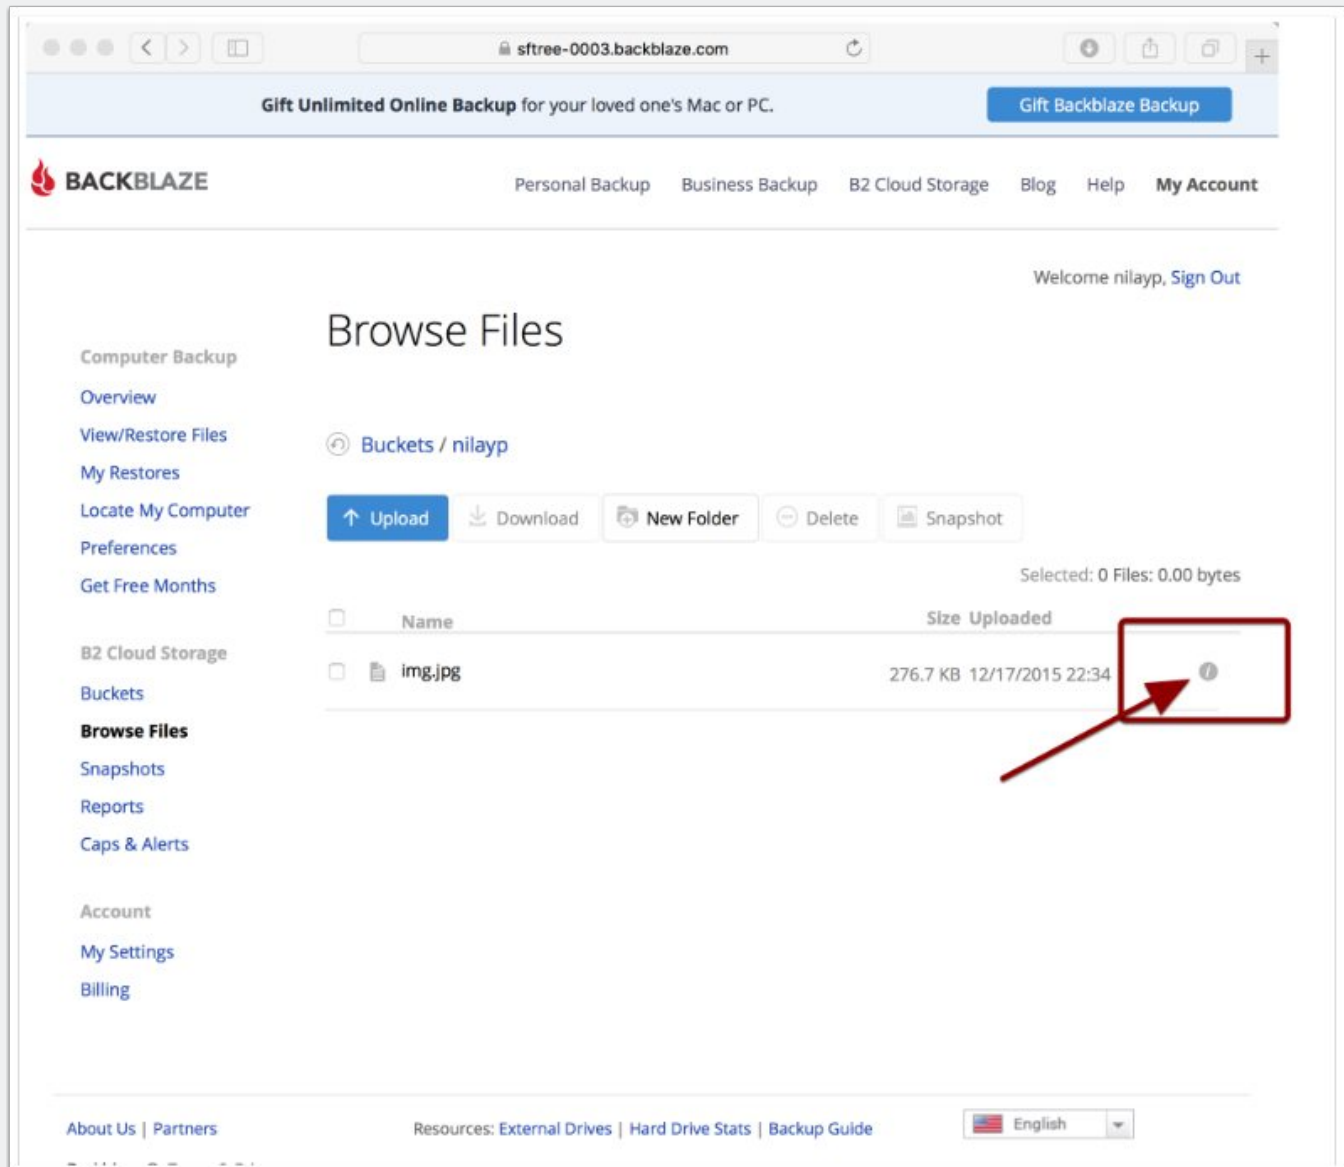 sftree-0003.backblaze.com
Gift Unlimited Online Backup for your loved one's Mac or PC.
Gift Backblaze Backup
BACKBLAZE
Personal Backup Business Backup B2 Cloud Storage Blog Help My Account
Welcome nilayp, Sign Out
Browse Files
Computer Backup
Overview
View/Restore Files
My Restores
Locate My Computer
Preferences
Get Free Months
B2 Cloud Storage
Buckets
Browse Files
Snapshots
Reports
Caps & Alerts
Account
My Settings
Billing
Buckets / nilayp
Upload Download New Folder Delete Snapshot
Selected: 0 Files: 0.00 bytes
Name Size Uploaded
img.jpg 276.7 KB 12/17/2015 22:34
About Us | Partners
Resources: External Drives | Hard Drive Stats | Backup Guide
English